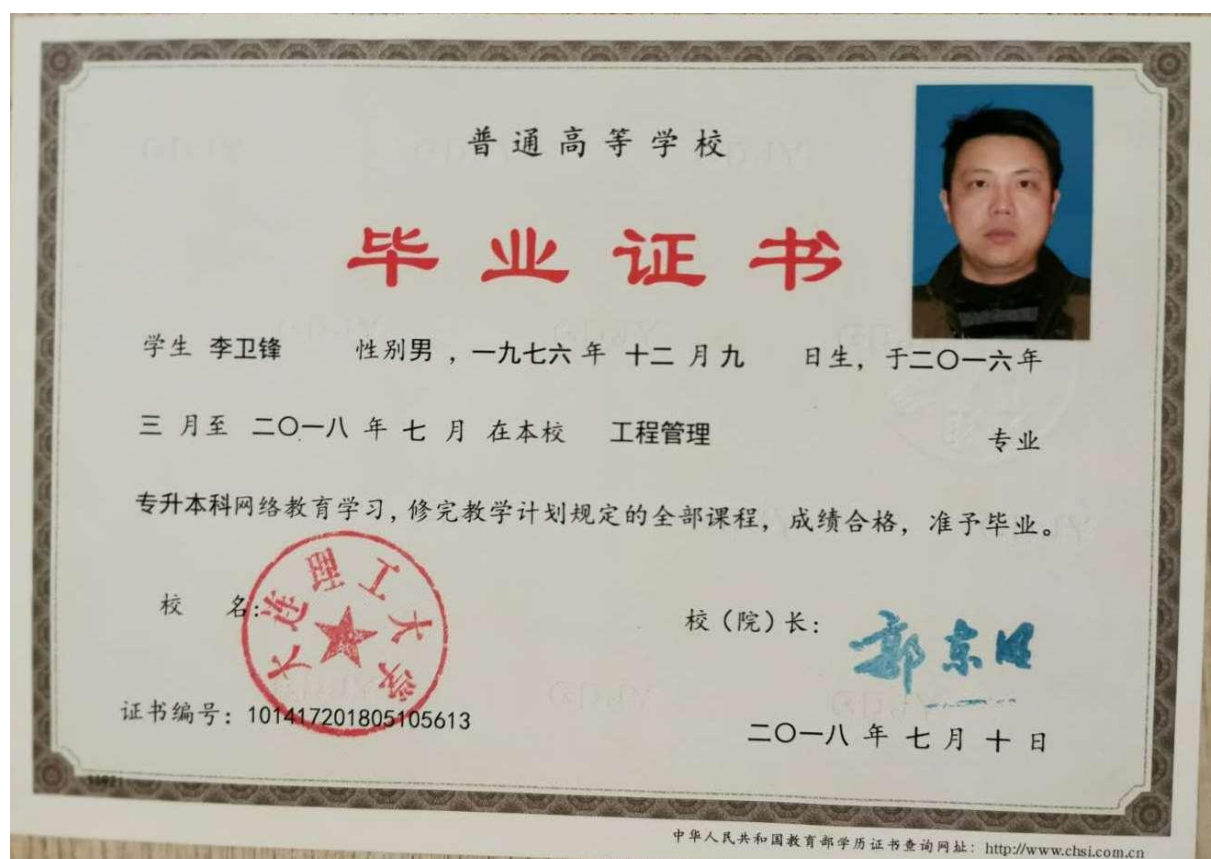 普通高等学校
毕业证书
学生 李卫锋 性别男，一九七六年 十二 月九 日生，于二〇一六年
三 月至 二〇一八 年 七 月 在本校 工程管理 专业
专升本科网络教育学习，修完教学计划规定的全部课程，成绩合格，准予毕业。
校 名：
大连理工大学
校（院）长：
郭东明
证书编号：101417201805105613
二〇一八 年 七 月 十 日
中华人民共和国教育部学历证书查询网址：http://www.chsi.com.cn